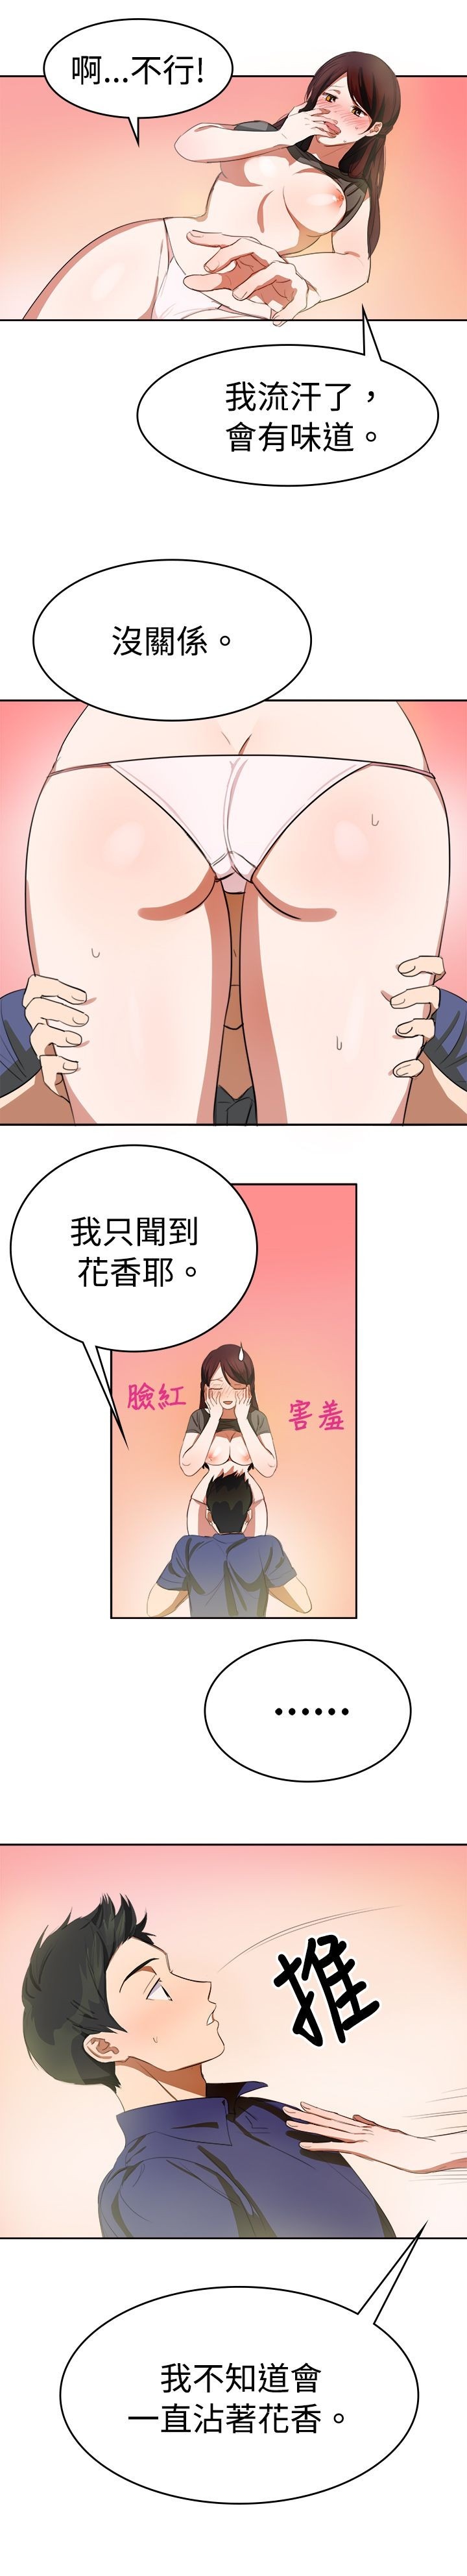 啊...不行!
我流汗了，
會有味道。
沒關係。
我只聞到
花香耶。
臉紅
害羞
······
推
我不知道會
一直沾著花香。